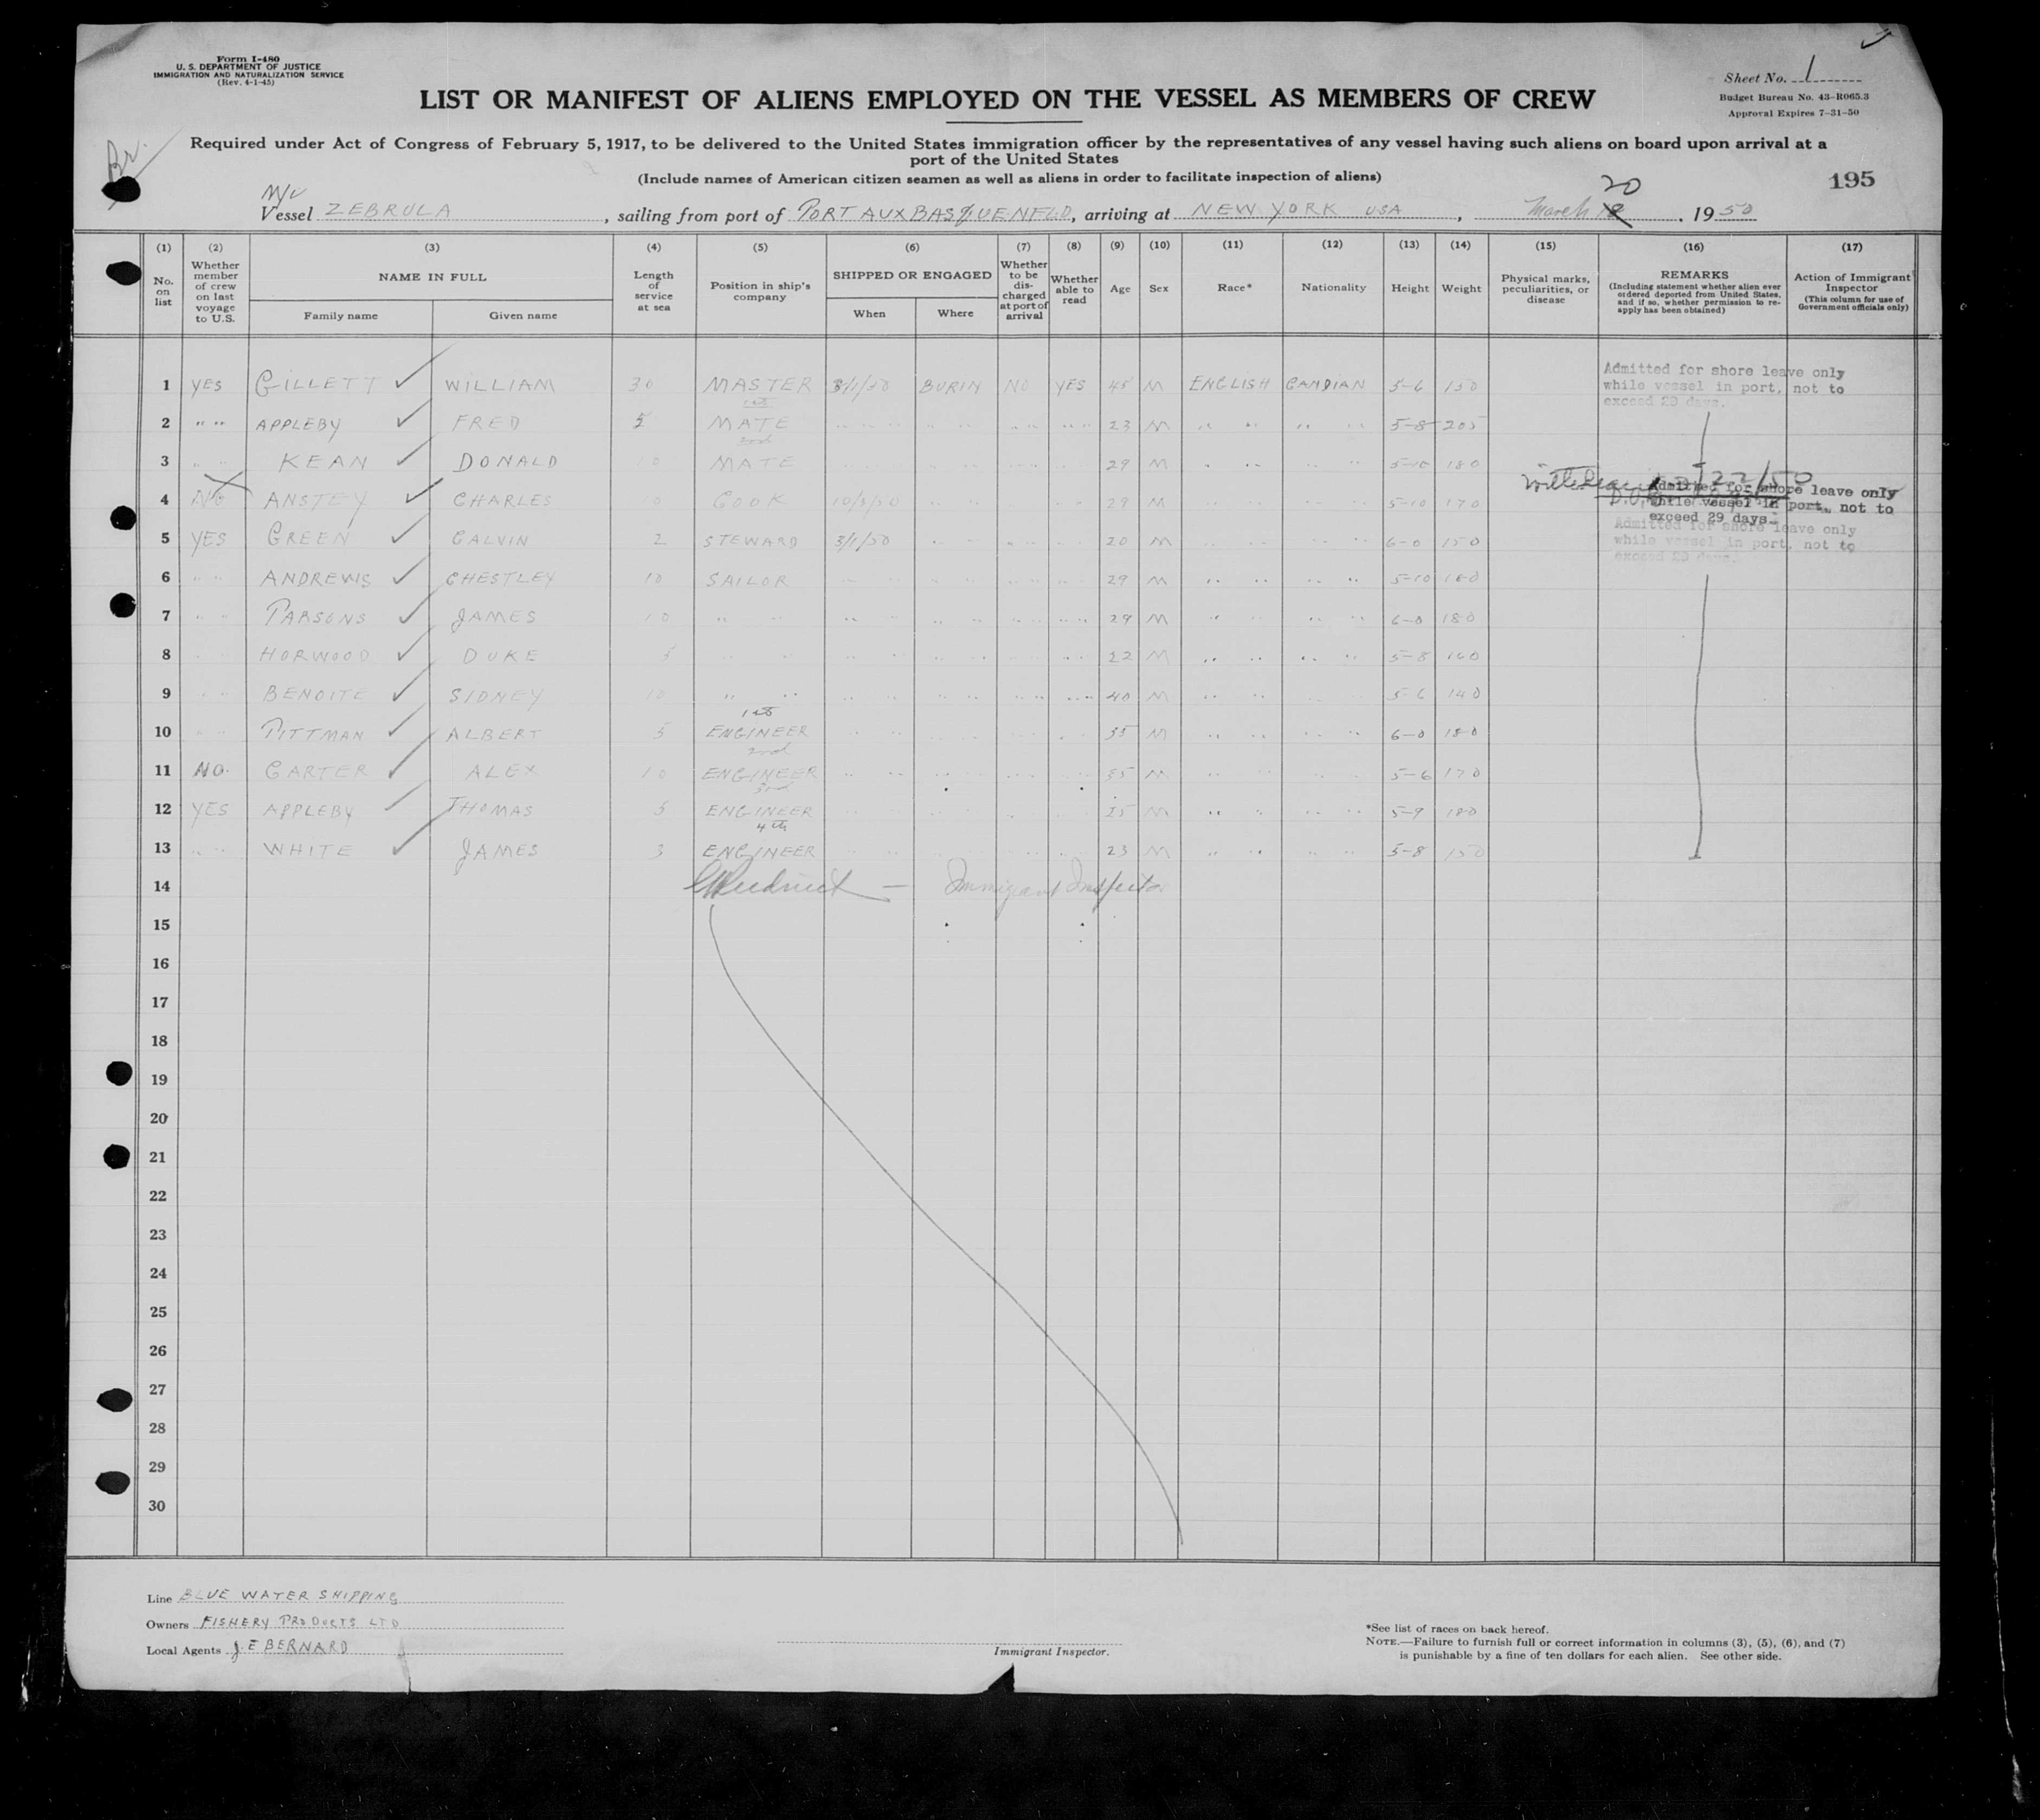 Form I-480
U. S. DEPARTMENT OF JUSTICE
IMMIGRATION AND NATURALIZATION SERVICE
(Rev. 4-1-45)
Sheet No. 1
Budget Bureau No. 43-R065.3
Approval Expires 7-31-50
LIST OR MANIFEST OF ALIENS EMPLOYED ON THE VESSEL AS MEMBERS OF CREW
Required under Act of Congress of February 5, 1917, to be delivered to the United States immigration officer by the representatives of any vessel having such aliens on board upon arrival at a
port of the United States
(Include names of American citizen seamen as well as aliens in order to facilitate inspection of aliens)
Br.
195
M/V
20
Vessel ZEBRULA, sailing from port of PORT AUX BASQUE NFLD, arriving at NEW YORK USA, March 18, 1950
(1) (2) (3) (4) (5) (6) (7) (8) (9) (10) (11) (12) (13) (14) (15) (16) (17)
No. on list
Whether member of crew on last voyage to U.S.
NAME IN FULL
Family name
Given name
Length of service at sea
Position in ship's company
SHIPPED OR ENGAGED
When
Where
Whether to be discharged at port of arrival
Whether able to read
Age
Sex
Race*
Nationality
Height
Weight
Physical marks, peculiarities, or disease
REMARKS
(Including statement whether alien ever ordered deported from United States, and if so, whether permission to reapply has been obtained)
Action of Immigrant Inspector
(This column for use of Government officials only)
1 YES GILLETT WILLIAM 30 MASTER 3/1/50 BURIN NO YES 45 M ENGLISH CANDIAN 5-6 150
Admitted for shore leave only
while vessel in port, not to
exceed 29 days.
2 " " APPLEBY FRED 5 1st MATE " " " " " " " " 23 M " " " " 5-8 205
3 " " KEAN DONALD 10 2nd MATE " " " " " " " " 29 M " " " " 5-10 180
4 NO ANSTEY CHARLES 10 COOK 10/3/50 " " " " " " 29 M " " " " 5-10 170
22/50
Admitted for shore leave only
while vessel in port, not to
exceed 29 days.
5 YES GREEN CALVIN 2 STEWARD 3/1/50 " " " " " " 20 M " " " " 6-0 150
Admitted for shore leave only
while vessel in port, not to
exceed 29 days.
6 " " ANDREWS CHESTLEY 10 SAILOR " " " " " " " " 29 M " " " " 5-10 180
7 " " PARSONS JAMES 10 " " " " " " " " " " 29 M " " " " 6-0 180
8 " " HORWOOD DUKE 5 " " " " " " " " " " 22 M " " " " 5-8 160
9 " " BENOITE SIDNEY 10 " " " " " " " " " " 40 M " " " " 5-6 140
10 " " PITTMAN ALBERT 5 1st ENGINEER " " " " " " " " 35 M " " " " 6-0 180
11 NO. CARTER ALEX 10 2nd ENGINEER " " " " " " " " 35 M " " " " 5-6 170
12 YES APPLEBY THOMAS 5 3rd ENGINEER " " " " " " " " 25 M " " " " 5-9 180
13 " " WHITE JAMES 3 4th ENGINEER " " " " " " " " 23 M " " " " 5-8 150
14 — Immigrant Inspector
15
16
17
18
19
20
21
22
23
24
25
26
27
28
29
30
Line BLUE WATER SHIPPING
Owners FISHERY PRODUCTS LTD
Local Agents J. E BERNARD
Immigrant Inspector.
*See list of races on back hereof.
NOTE.—Failure to furnish full or correct information in columns (3), (5), (6), and (7)
is punishable by a fine of ten dollars for each alien. See other side.